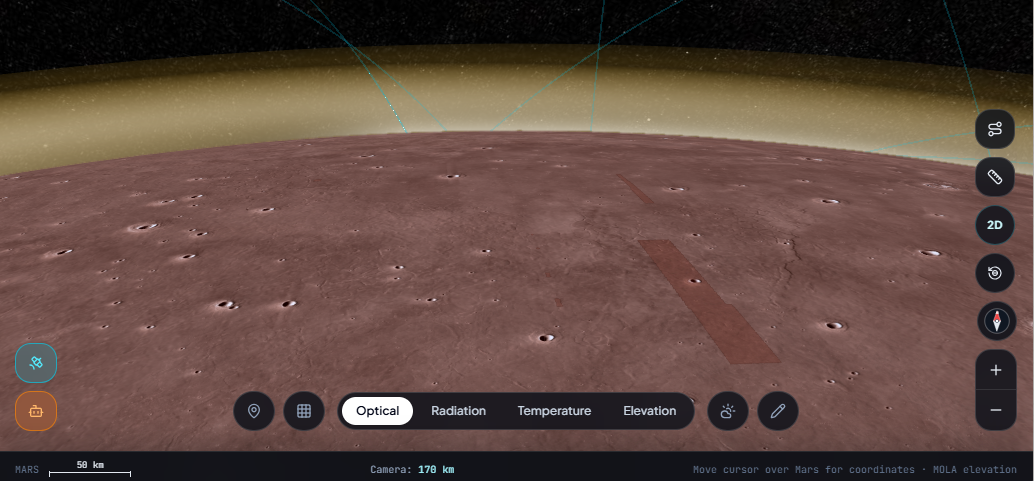 2D
Optical Radiation Temperature Elevation
MARS 50 km Camera: 170 km Move cursor over Mars for coordinates · MOLA elevation